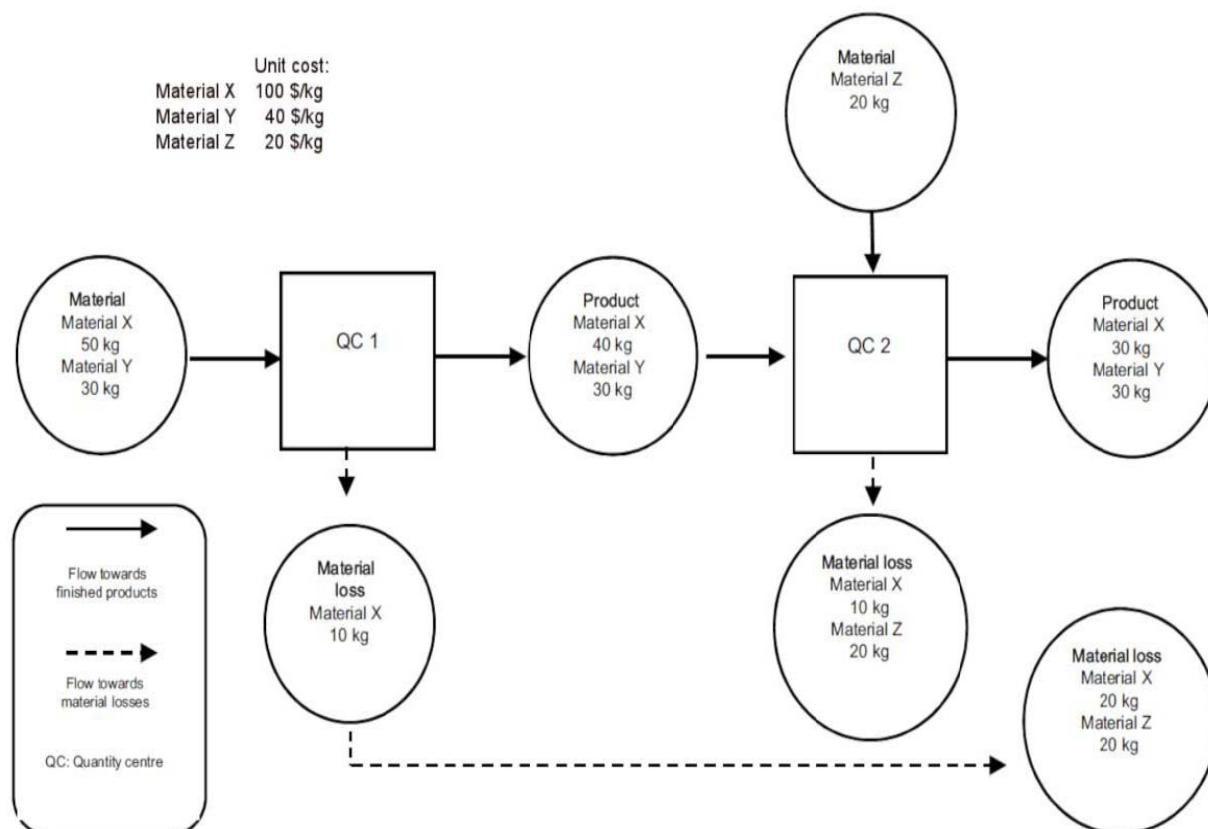 Unit cost:
Material X 100 $/kg
Material Y 40 $/kg
Material Z 20 $/kg
Material
Material Z
20 kg
Material
Material X
50 kg
Material Y
30 kg
QC 1
Product
Material X
40 kg
Material Y
30 kg
QC 2
Product
Material X
30 kg
Material Y
30 kg
Flow towards
finished products
Flow towards
material losses
QC: Quantity centre
Material
loss
Material X
10 kg
Material loss
Material X
10 kg
Material Z
20 kg
Material loss
Material X
20 kg
Material Z
20 kg